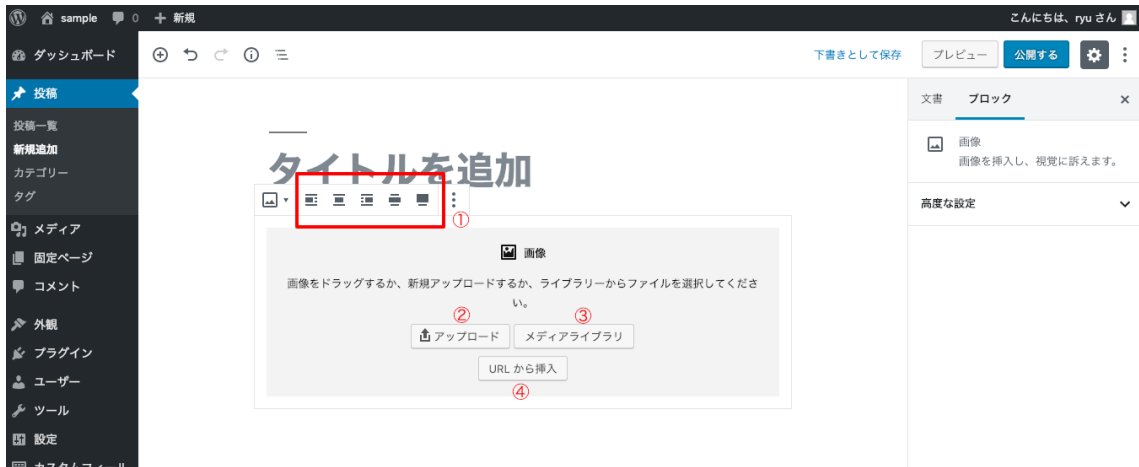 sample 0 新規 こんにちは、ryu さん
ダッシュボード
下書きとして保存 プレビュー 公開する
投稿
投稿一覧
新規追加
カテゴリー
タグ
メディア
固定ページ
コメント
外観
プラグイン
ユーザー
ツール
設定
カスタムフィール
タイトルを追加
①
画像
画像をドラッグするか、新規アップロードするか、ライブラリーからファイルを選択してくださ
い。
② ③
アップロード メディアライブラリ
URL から挿入
④
文書 ブロック ×
画像
画像を挿入し、視覚に訴えます。
高度な設定